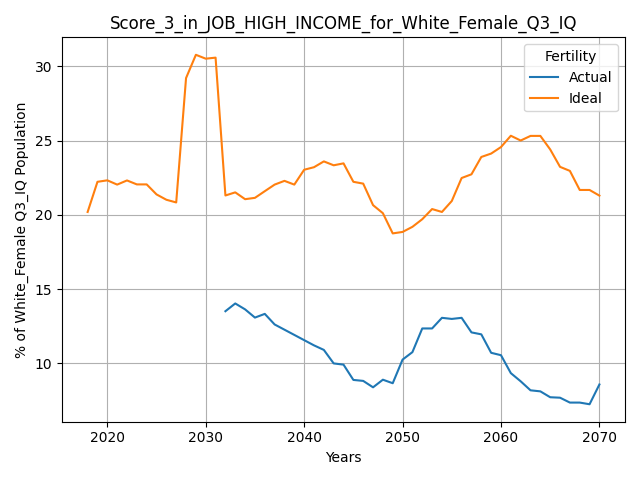 Score_3_in_JOB_HIGH_INCOME_for_White_Female_Q3_IQ
Fertility
Actual
Ideal
% of White_Female Q3_IQ Population
30
25
20
15
10
2020 2030 2040 2050 2060 2070
Years